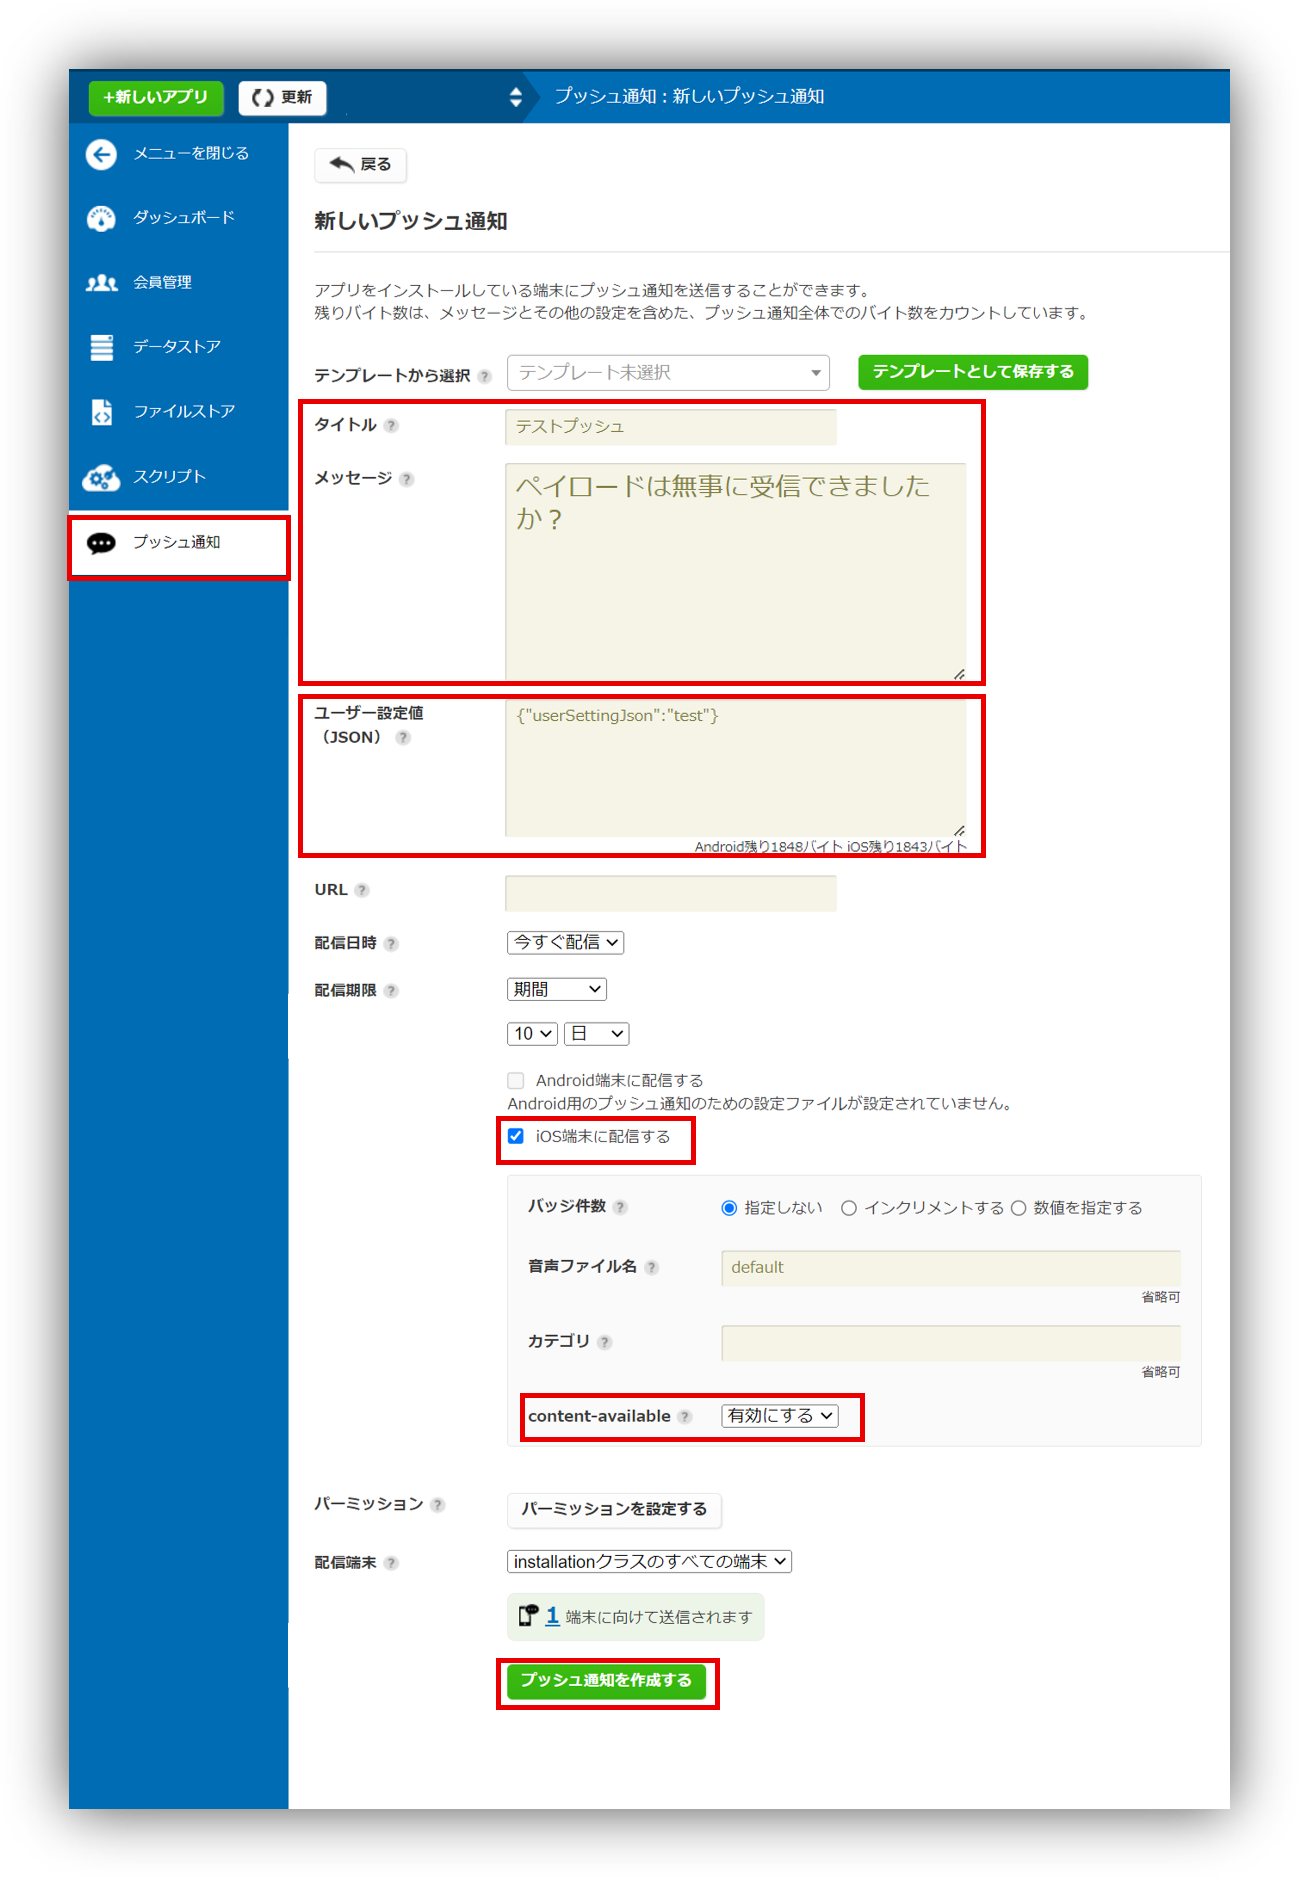 +新しいアプリ
更新
プッシュ通知 : 新しいプッシュ通知
メニューを閉じる
ダッシュボード
会員管理
データストア
ファイルストア
スクリプト
プッシュ通知
戻る
新しいプッシュ通知
アプリをインストールしている端末にプッシュ通知を送信することができます。
残りバイト数は、メッセージとその他の設定を含めた、プッシュ通知全体でのバイト数をカウントしています。
テンプレートから選択 ? テンプレート未選択 テンプレートとして保存する
タイトル ? テストプッシュ
メッセージ ? ペイロードは無事に受信できました
か？
ユーザー設定値 {"userSettingJson":"test"}
（JSON） ?
Android残り1848バイト iOS残り1843バイト
URL ?
配信日時 ? 今すぐ配信
配信期限 ? 期間
10 日
Android端末に配信する
Android用のプッシュ通知のための設定ファイルが設定されていません。
iOS端末に配信する
バッジ件数 ? 指定しない インクリメントする 数値を指定する
音声ファイル名 ? default
省略可
カテゴリ ?
省略可
content-available ? 有効にする
パーミッション ? パーミッションを設定する
配信端末 ? installationクラスのすべての端末
1 端末に向けて送信されます
プッシュ通知を作成する